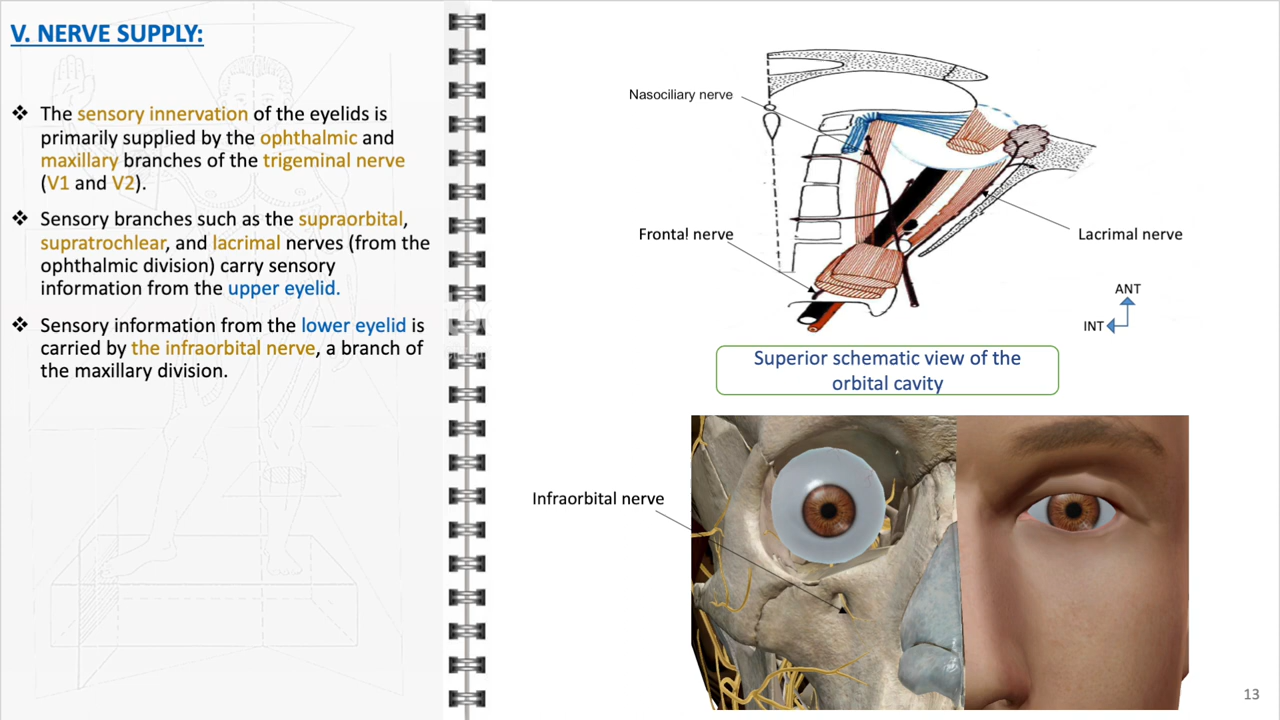 V. NERVE SUPPLY:
❖ The sensory innervation of the eyelids is
primarily supplied by the ophthalmic and
maxillary branches of the trigeminal nerve
(V1 and V2).
❖ Sensory branches such as the supraorbital,
supratrochlear, and lacrimal nerves (from the
ophthalmic division) carry sensory
information from the upper eyelid.
❖ Sensory information from the lower eyelid is
carried by the infraorbital nerve, a branch of
the maxillary division.
Nasociliary nerve
Fronta! nerve
Lacrimal nerve
ANT
INT
Superior schematic view of the
orbital cavity
Infraorbital nerve
13